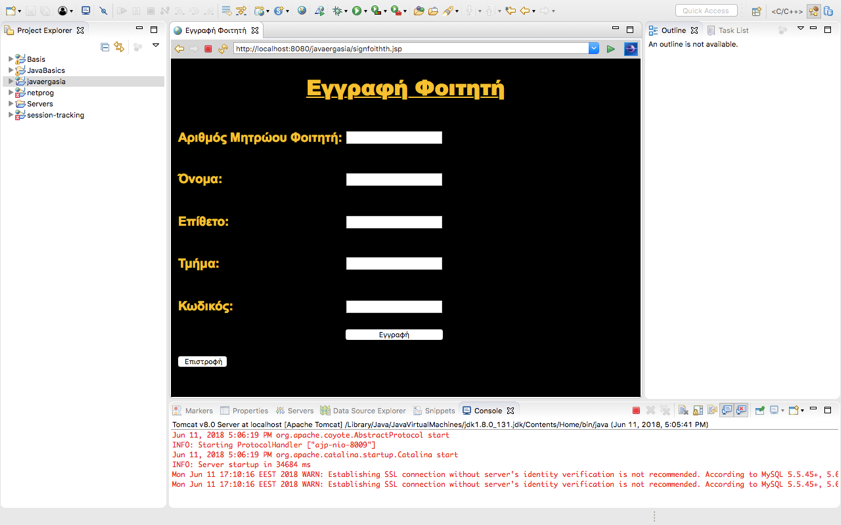 Quick Access
<C/C++>
Project Explorer
Εγγραφή Φοιτητή
Outline
Task List
http://localhost:8080/javaergasia/signfoithth.jsp
An outline is not available.
Basis
JavaBasics
javaergasia
netprog
Servers
session-tracking
Εγγραφή Φοιτητή
Αριθμός Μητρώου Φοιτητή:
Όνομα:
Επίθετο:
Τμήμα:
Κωδικός:
Εγγραφή
Επιστροφή
Markers
Properties
Servers
Data Source Explorer
Snippets
Console
Tomcat v8.0 Server at localhost [Apache Tomcat] /Library/Java/JavaVirtualMachines/jdk1.8.0_131.jdk/Contents/Home/bin/java (Jun 11, 2018, 5:05:41 PM)
Jun 11, 2018 5:06:19 PM org.apache.coyote.AbstractProtocol start
INFO: Starting ProtocolHandler ["ajp-nio-8009"]
Jun 11, 2018 5:06:19 PM org.apache.catalina.startup.Catalina start
INFO: Server startup in 34684 ms
Mon Jun 11 17:10:16 EEST 2018 WARN: Establishing SSL connection without server's identity verification is not recommended. According to MySQL 5.5.45+, 5.6
Mon Jun 11 17:10:16 EEST 2018 WARN: Establishing SSL connection without server's identity verification is not recommended. According to MySQL 5.5.45+, 5.6